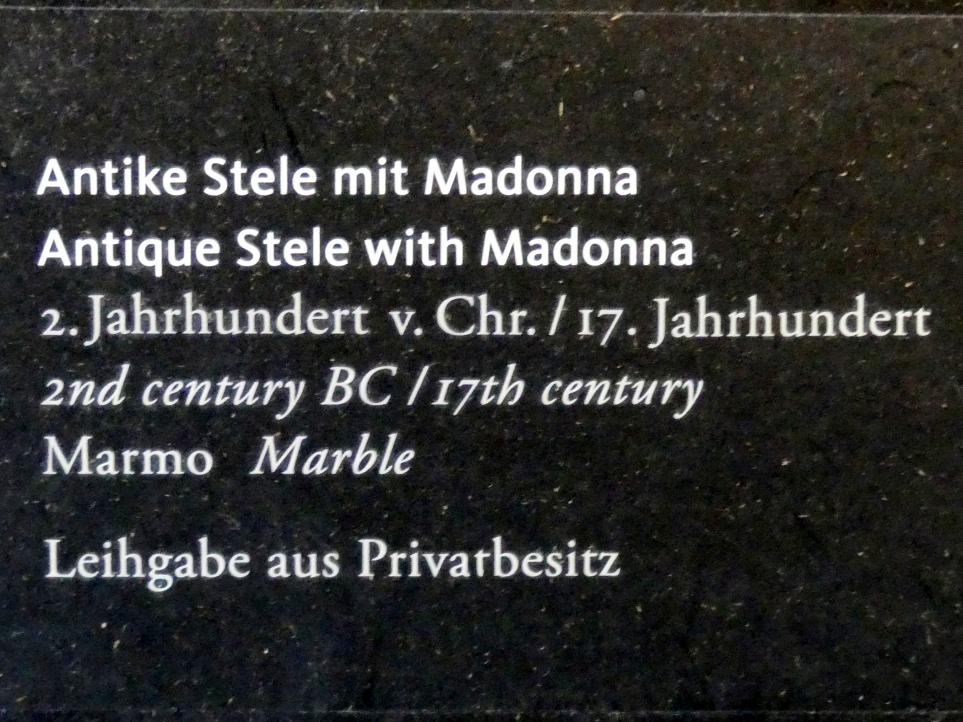 Antike Stele mit Madonna
Antique Stele with Madonna
2. Jahrhundert v. Chr. / 17. Jahrhundert
2nd century BC / 17th century
Marmo Marble
Leihgabe aus Privatbesitz